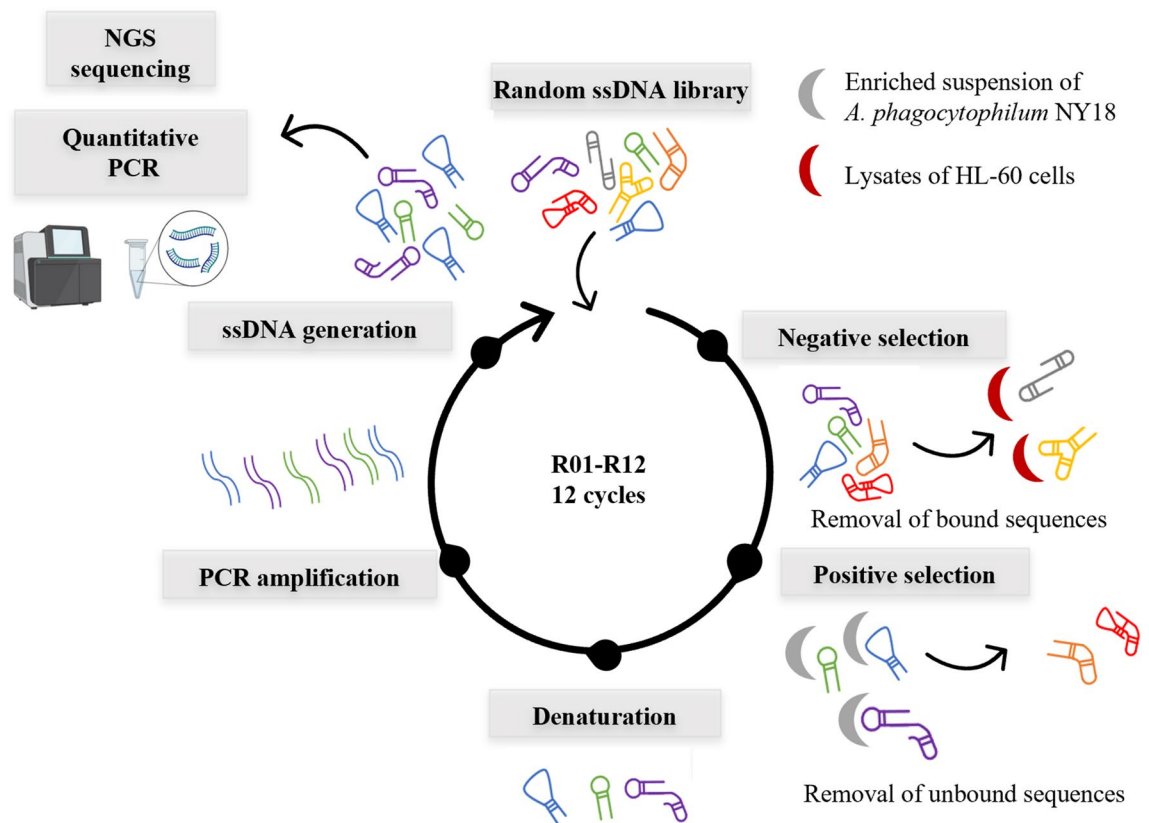 NGS
sequencing
Quantitative
PCR
Random ssDNA library
Enriched suspension of
A. phagocytophilum NY18
Lysates of HL-60 cells
ssDNA generation
Negative selection
R01-R12
12 cycles
Removal of bound sequences
PCR amplification
Positive selection
Denaturation
Removal of unbound sequences